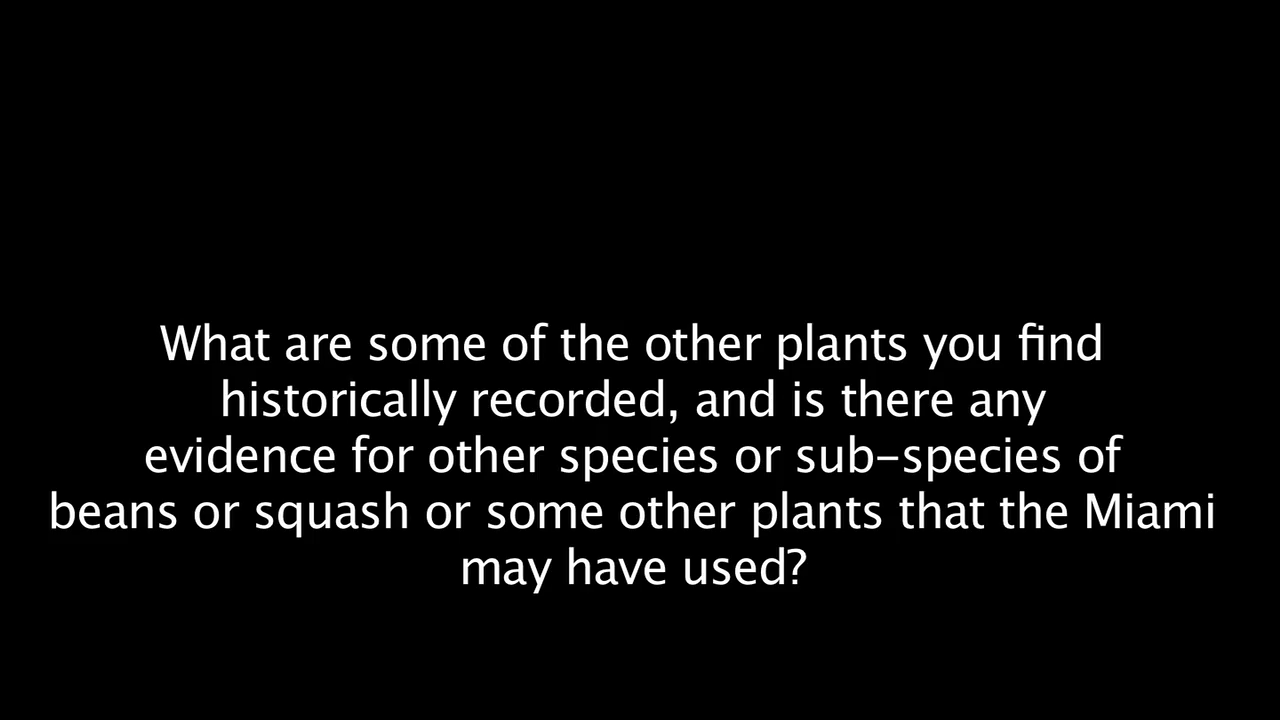 What are some of the other plants you find
historically recorded, and is there any
evidence for other species or sub-species of
beans or squash or some other plants that the Miami
may have used?